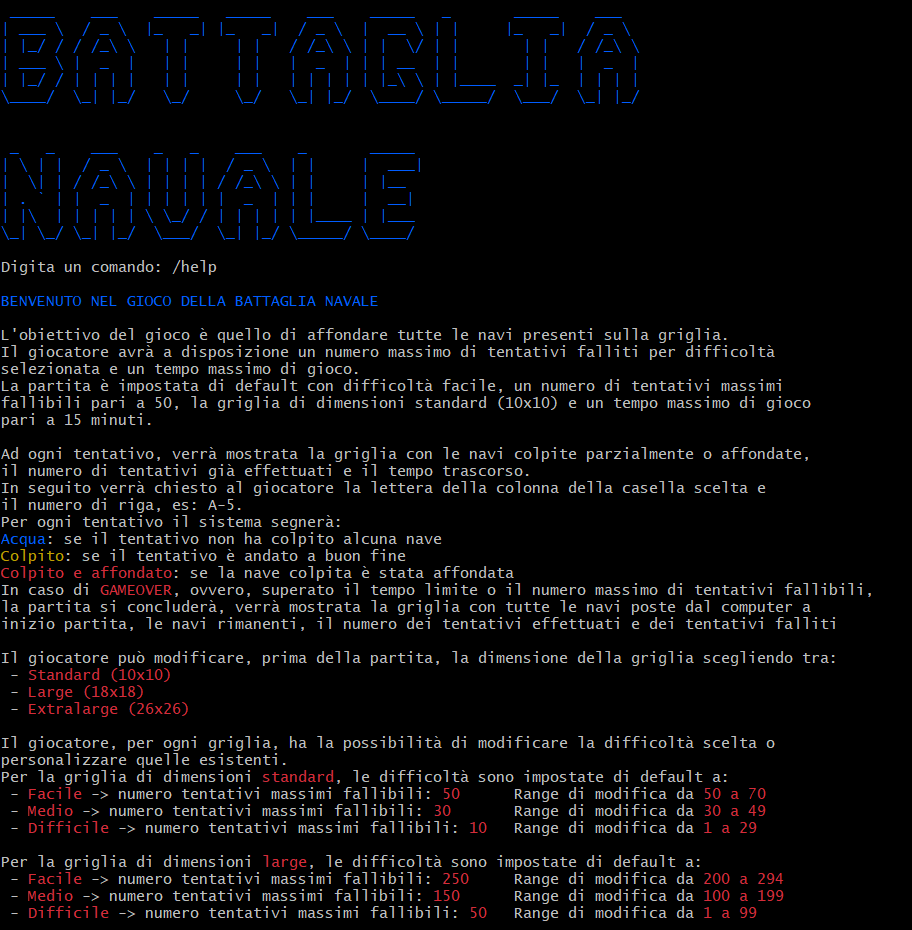 BATTAGLIA
NAVALE
Digita un comando: /help
BENVENUTO NEL GIOCO DELLA BATTAGLIA NAVALE
L'obiettivo del gioco è quello di affondare tutte le navi presenti sulla griglia.
Il giocatore avrà a disposizione un numero massimo di tentativi falliti per difficoltà
selezionata e un tempo massimo di gioco.
La partita è impostata di default con difficoltà facile, un numero di tentativi massimi
fallibili pari a 50, la griglia di dimensioni standard (10x10) e un tempo massimo di gioco
pari a 15 minuti.
Ad ogni tentativo, verrà mostrata la griglia con le navi colpite parzialmente o affondate,
il numero di tentativi già effettuati e il tempo trascorso.
In seguito verrà chiesto al giocatore la lettera della colonna della casella scelta e
il numero di riga, es: A-5.
Per ogni tentativo il sistema segnerà:
Acqua: se il tentativo non ha colpito alcuna nave
Colpito: se il tentativo è andato a buon fine
Colpito e affondato: se la nave colpita è stata affondata
In caso di GAMEOVER, ovvero, superato il tempo limite o il numero massimo di tentativi fallibili,
la partita si concluderà, verrà mostrata la griglia con tutte le navi poste dal computer a
inizio partita, le navi rimanenti, il numero dei tentativi effettuati e dei tentativi falliti
Il giocatore può modificare, prima della partita, la dimensione della griglia scegliendo tra:
- Standard (10x10)
- Large (18x18)
- Extralarge (26x26)
Il giocatore, per ogni griglia, ha la possibilità di modificare la difficoltà scelta o
personalizzare quelle esistenti.
Per la griglia di dimensioni standard, le difficoltà sono impostate di default a:
- Facile -> numero tentativi massimi fallibili: 50 Range di modifica da 50 a 70
- Medio -> numero tentativi massimi fallibili: 30 Range di modifica da 30 a 49
- Difficile -> numero tentativi massimi fallibili: 10 Range di modifica da 1 a 29
Per la griglia di dimensioni large, le difficoltà sono impostate di default a:
- Facile -> numero tentativi massimi fallibili: 250 Range di modifica da 200 a 294
- Medio -> numero tentativi massimi fallibili: 150 Range di modifica da 100 a 199
- Difficile -> numero tentativi massimi fallibili: 50 Range di modifica da 1 a 99